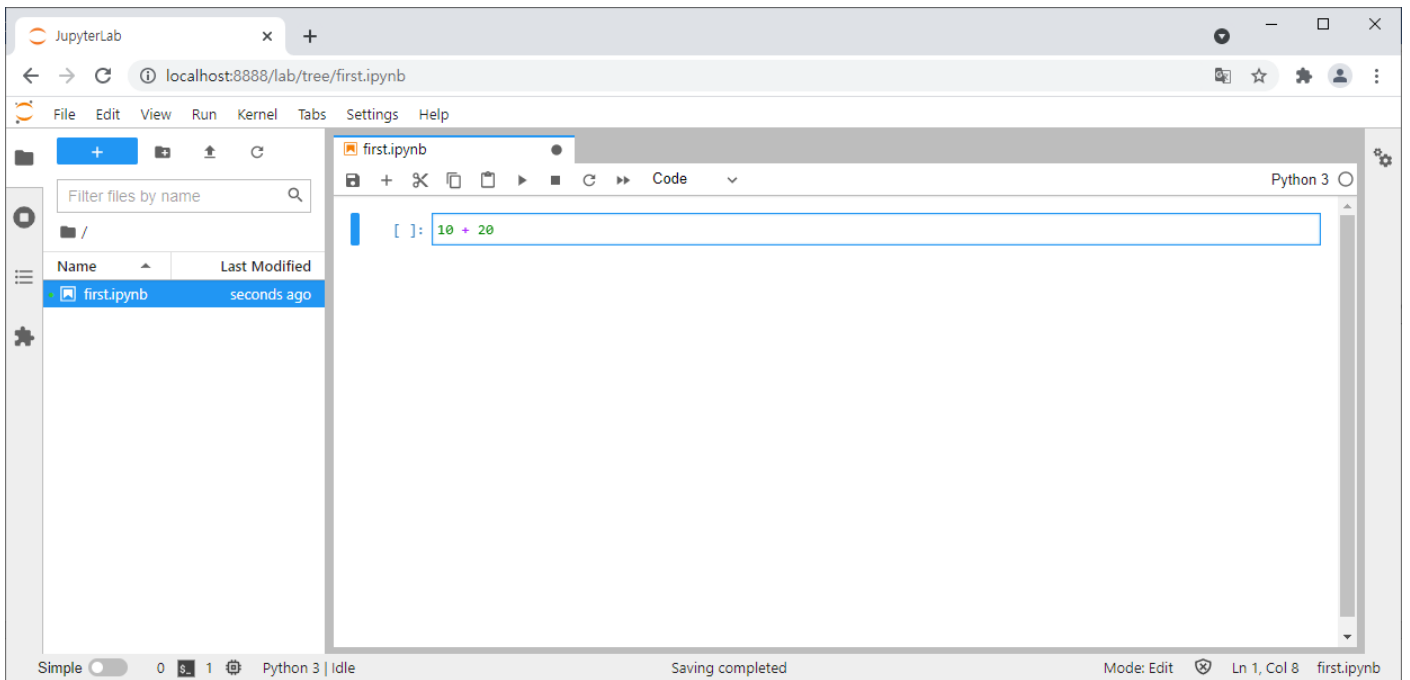 JupyterLab
localhost:8888/lab/tree/first.ipynb
File Edit View Run Kernel Tabs Settings Help
first.ipynb
Code
Python 3
Filter files by name
/
Name Last Modified
first.ipynb seconds ago
[ ]: 10 + 20
Simple 0 $_ 1 Python 3 | Idle Saving completed Mode: Edit Ln 1, Col 8 first.ipynb